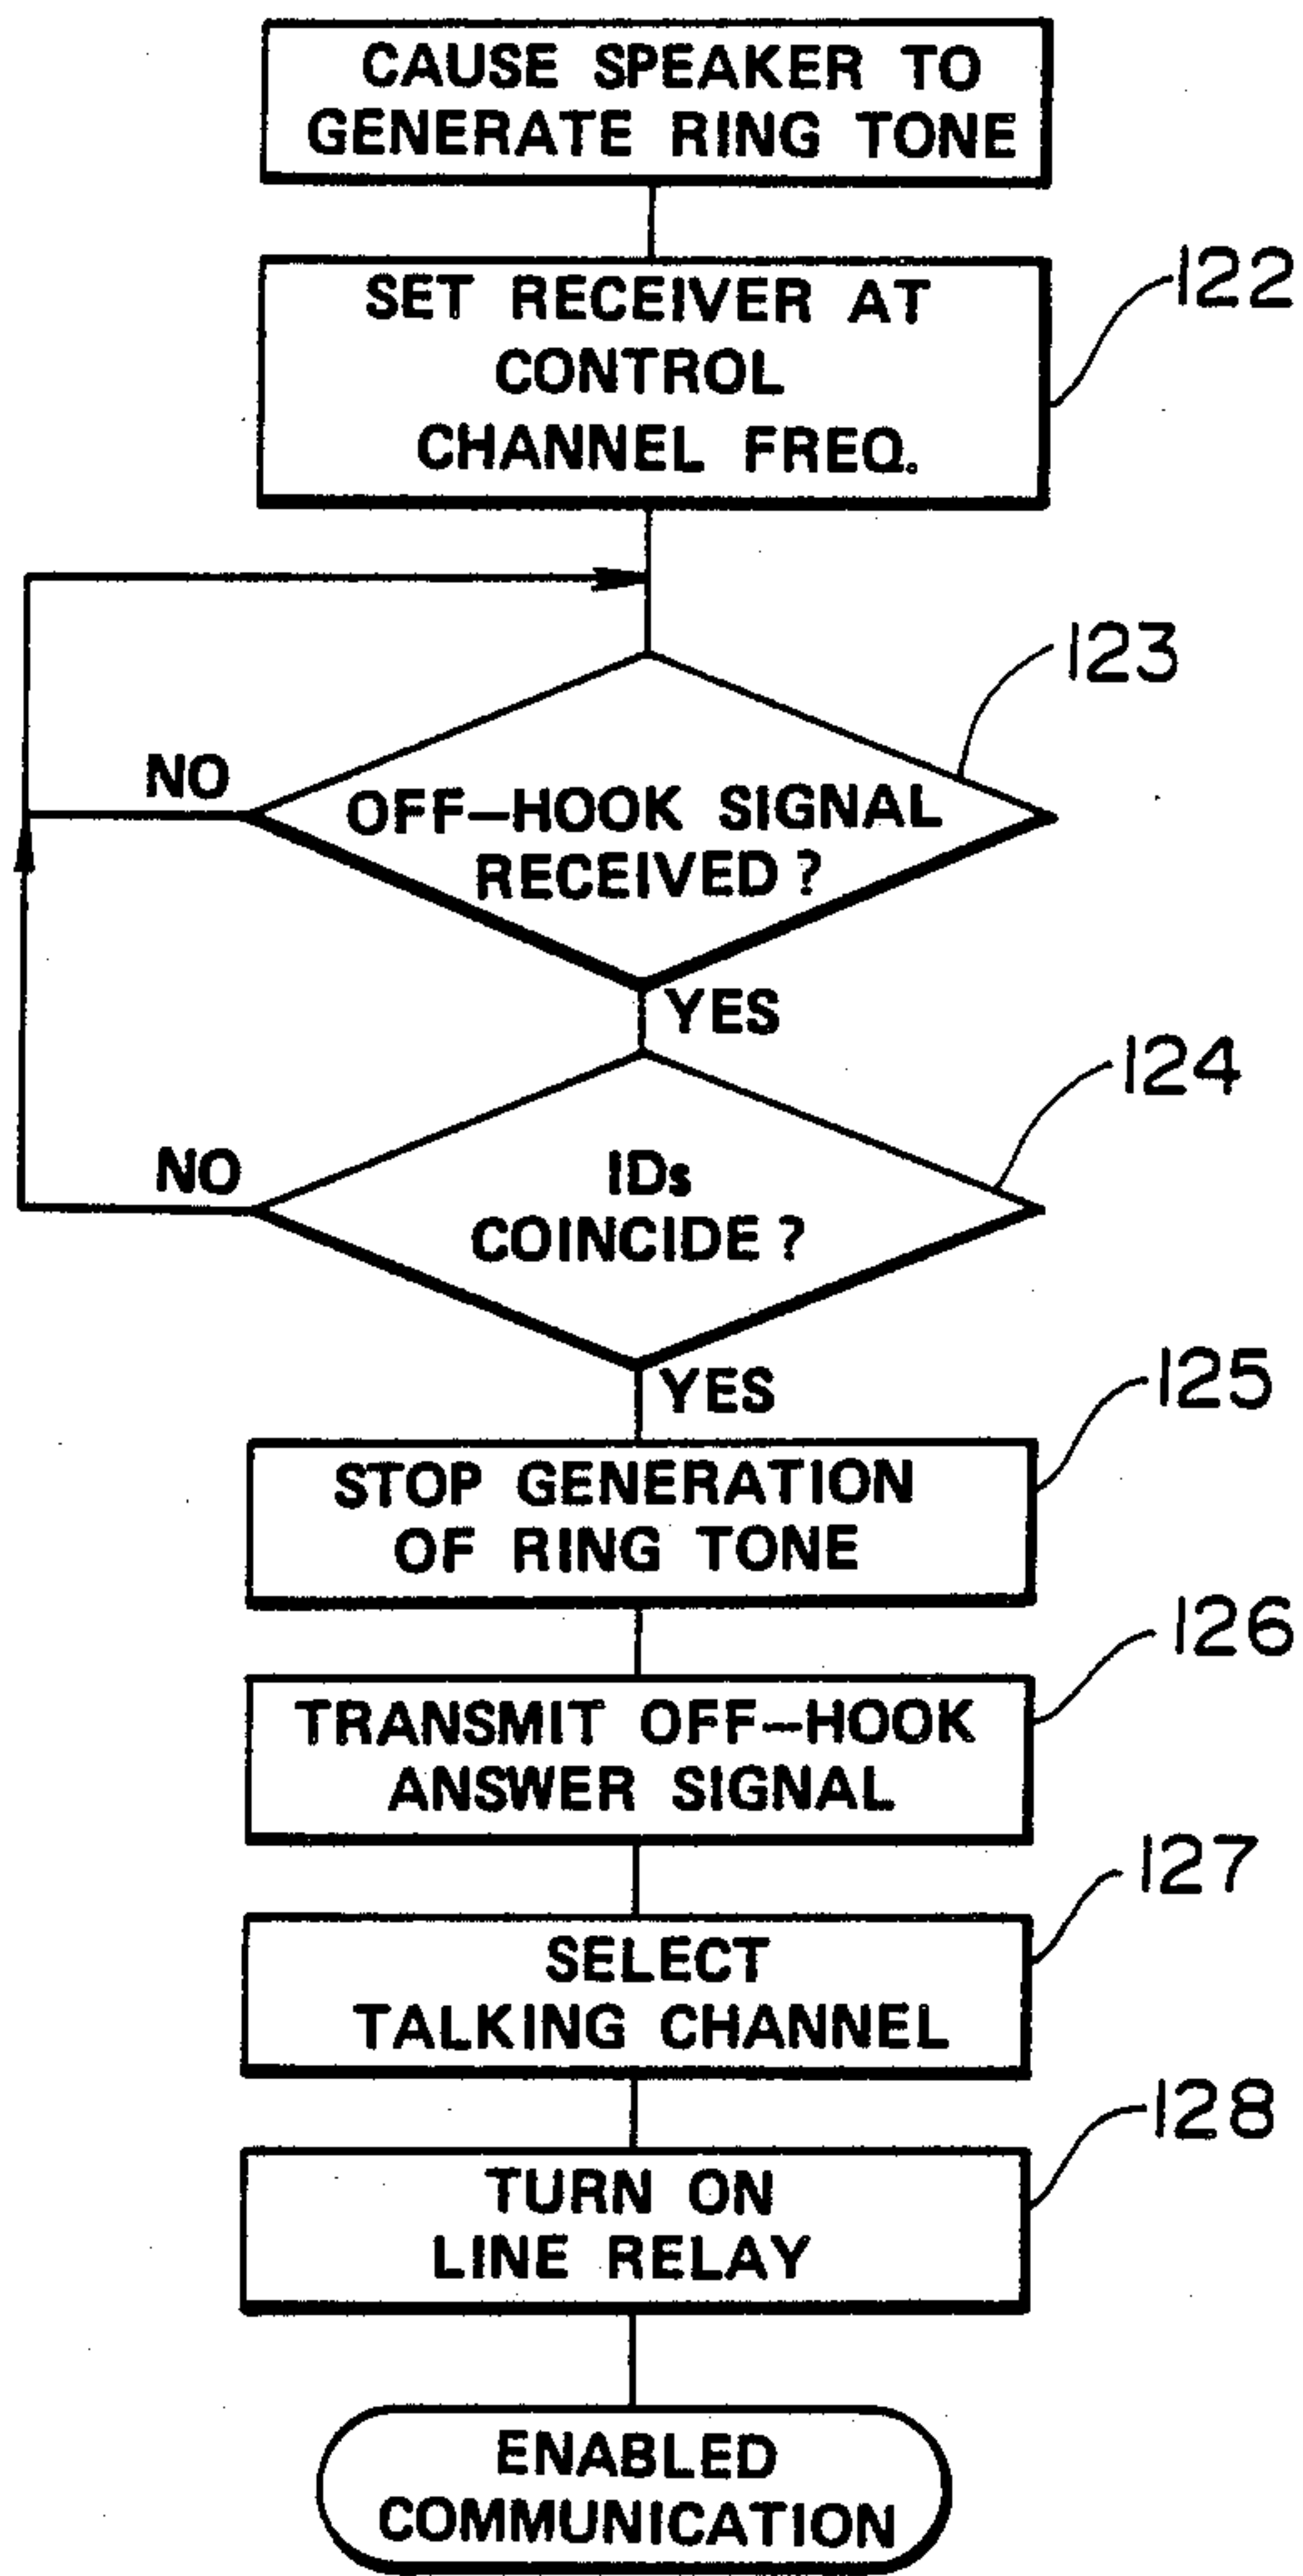 CAUSE SPEAKER TO
GENERATE RING TONE
SET RECEIVER AT
CONTROL
CHANNEL FREQ.
122
123
NO
OFF-HOOK SIGNAL
RECEIVED?
YES
124
NO
IDs
COINCIDE?
YES
125
STOP GENERATION
OF RING TONE
126
TRANSMIT OFF-HOOK
ANSWER SIGNAL
127
SELECT
TALKING CHANNEL
128
TURN ON
LINE RELAY
ENABLED
COMMUNICATION